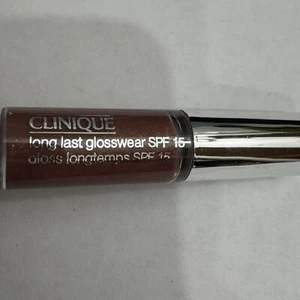 CLINIQUE
long last glosswear SPF 15
gloss longtemps SPF 15